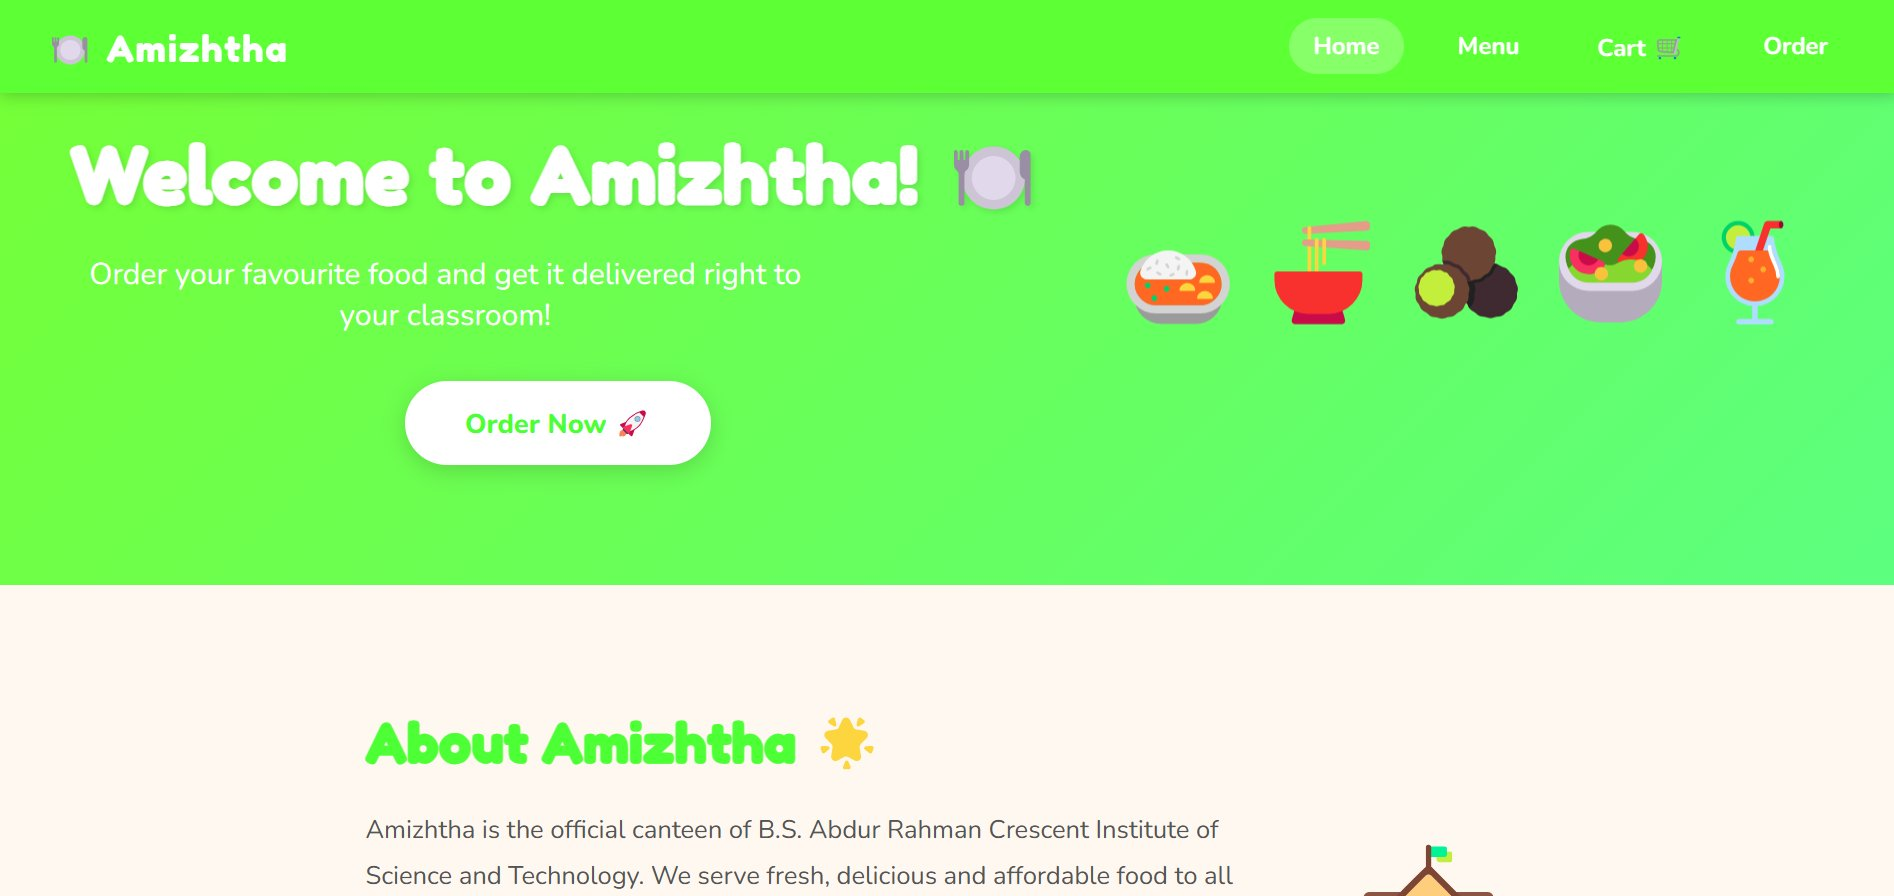 Amizhtha
Home
Menu
Cart
Order
Welcome to Amizhtha!
Order your favourite food and get it delivered right to
your classroom!
Order Now
About Amizhtha
Amizhtha is the official canteen of B.S. Abdur Rahman Crescent Institute of
Science and Technology. We serve fresh, delicious and affordable food to all